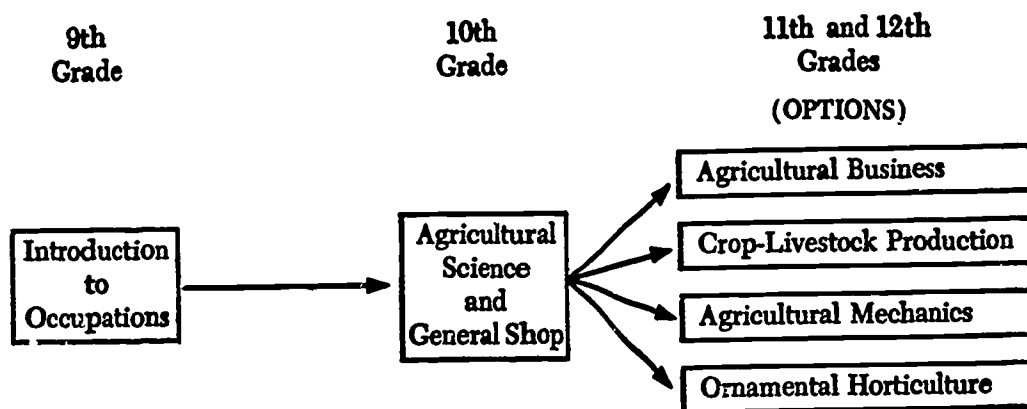 9th
Grade
10th
Grade
11th and 12th
Grades
(OPTIONS)
Introduction
to
Occupations
Agricultural
Science
and
General Shop
Agricultural Business
Crop-Livestock Production
Agricultural Mechanics
Ornamental Horticulture